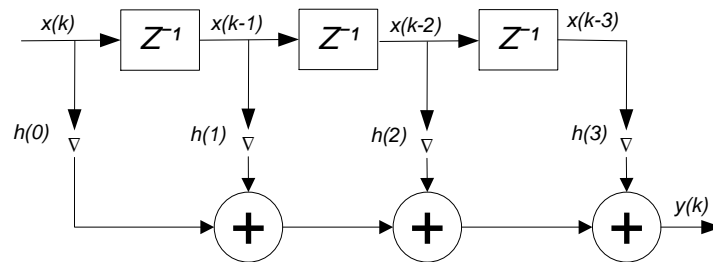 x(k) Z⁻¹ x(k-1) Z⁻¹ x(k-2) Z⁻¹ x(k-3)
h(0) h(1) h(2) h(3)
+ + + y(k)